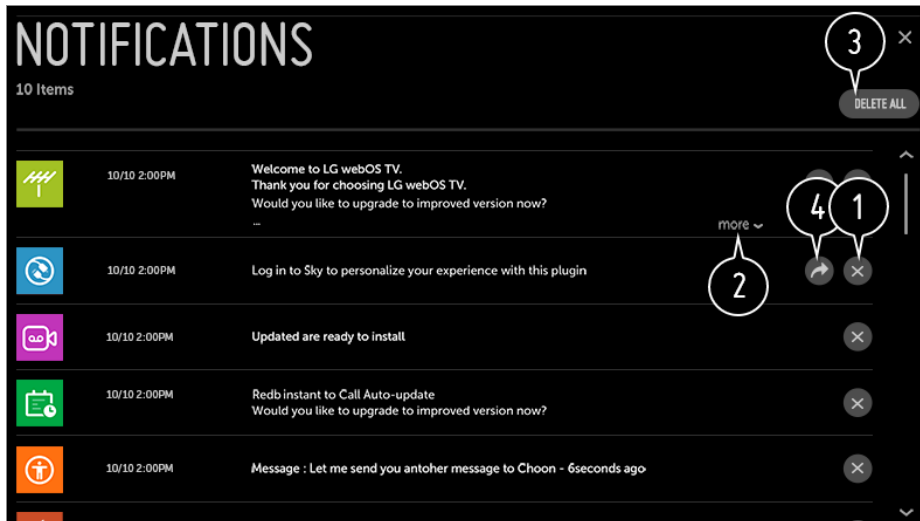 NOTIFICATIONS
10 Items
3
DELETE ALL
10/10 2:00PM
Welcome to LG webOS TV.
Thank you for choosing LG webOS TV.
Would you like to upgrade to improved version now?
...
more
4
1
10/10 2:00PM
Log in to Sky to personalize your experience with this plugin
2
10/10 2:00PM
Updated are ready to install
10/10 2:00PM
Redb instant to Call Auto-update
Would you like to upgrade to improved version now?
10/10 2:00PM
Message : Let me send you antoher message to Choon - 6seconds ago